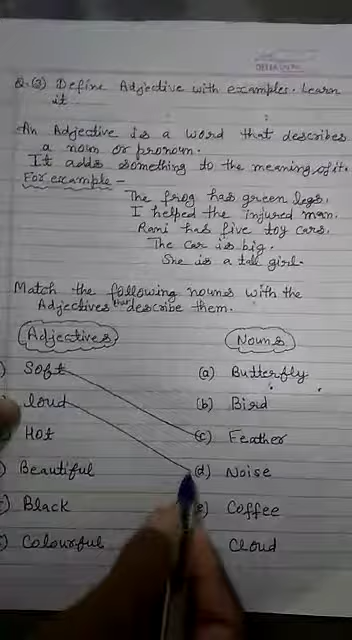 Q.(3) Define Adjective with examples. Learn
it.
An Adjective is a word that describes
a noun or pronoun.
It adds something to the meaning of it.
For example -
The frog has green legs.
I helped the injured man.
Rani has five toy cars.
The car is big.
She is a tall girl.
Match the following nouns with the
Adjectives that describe them.
Adjectives Nouns
Soft (a) Butterfly
loud (b) Bird
Hot (c) Feather
Beautiful (d) Noise
Black (e) Coffee
Colourful Cloud